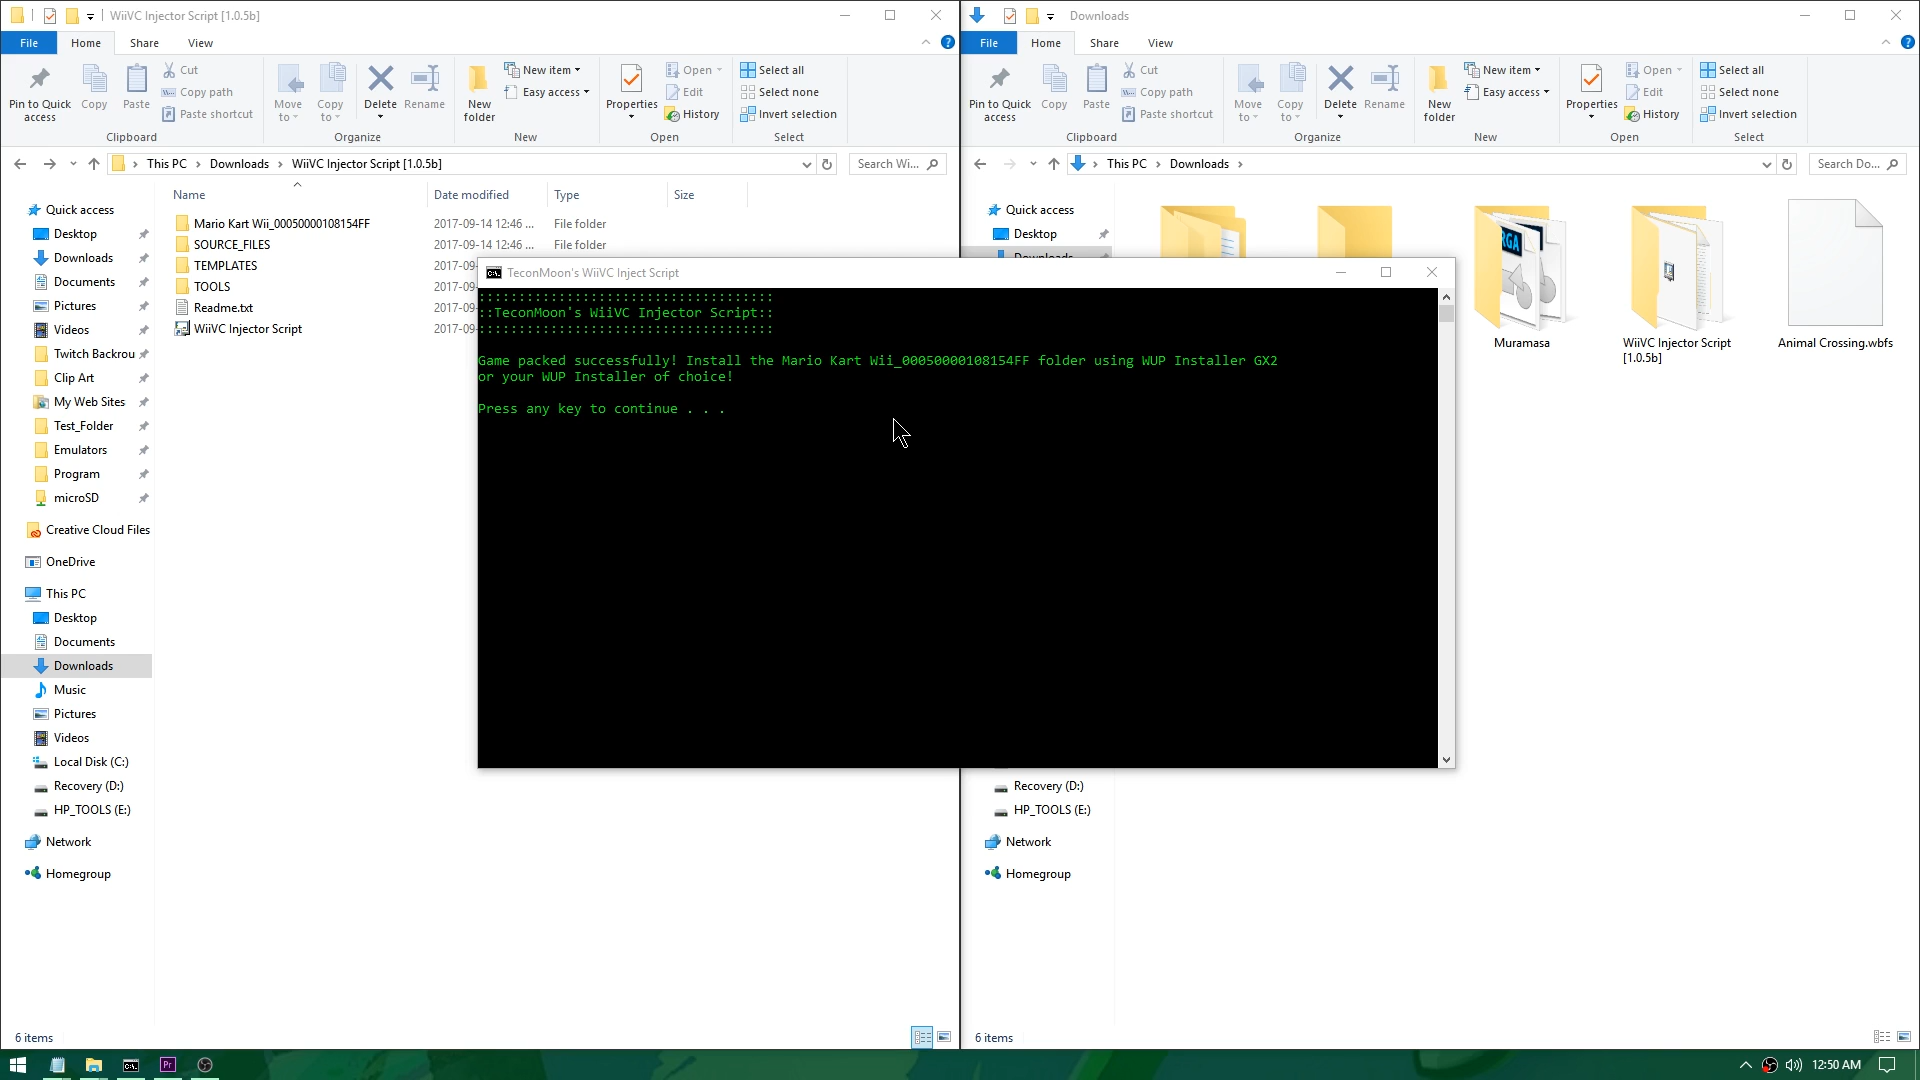 WiiVC Injector Script [1.0.5b]
File
Home
Share
View
Pin to Quick access
Copy
Paste
Cut
Copy path
Paste shortcut
Clipboard
Move to
Copy to
Delete
Rename
Organize
New folder
New item
Easy access
New
Properties
Open
Edit
History
Open
Select all
Select none
Invert selection
Select
This PC > Downloads > WiiVC Injector Script [1.0.5b]
Search Wi...
Name
Date modified
Type
Size
Mario Kart Wii_00050000108154FF 2017-09-14 12:46 ... File folder
SOURCE_FILES 2017-09-14 12:46 ... File folder
TEMPLATES 2017-09-
TOOLS 2017-09-
Readme.txt 2017-09-
WiiVC Injector Script 2017-09-
Quick access
Desktop
Downloads
Documents
Pictures
Videos
Twitch Backrou
Clip Art
My Web Sites
Test_Folder
Emulators
Program
microSD
Creative Cloud Files
OneDrive
This PC
Desktop
Documents
Downloads
Music
Pictures
Videos
Local Disk (C:)
Recovery (D:)
HP_TOOLS (E:)
Network
Homegroup
6 items
TeconMoon's WiiVC Inject Script
:::::::::::::::::::::::::::::::::::::
::TeconMoon's WiiVC Injector Script::
:::::::::::::::::::::::::::::::::::::
Game packed successfully! Install the Mario Kart Wii_00050000108154FF folder using WUP Installer GX2
or your WUP Installer of choice!
Press any key to continue . . .
Downloads
File
Home
Share
View
Pin to Quick access
Copy
Paste
Cut
Copy path
Paste shortcut
Clipboard
Move to
Copy to
Delete
Rename
Organize
New folder
New item
Easy access
New
Properties
Open
Edit
History
Open
Select all
Select none
Invert selection
Select
This PC > Downloads >
Search Do...
Quick access
Desktop
Downloads
RGA
Muramasa
WiiVC Injector Script
[1.0.5b]
Animal Crossing.wbfs
Recovery (D:)
HP_TOOLS (E:)
Network
Homegroup
6 items
Pr
12:50 AM